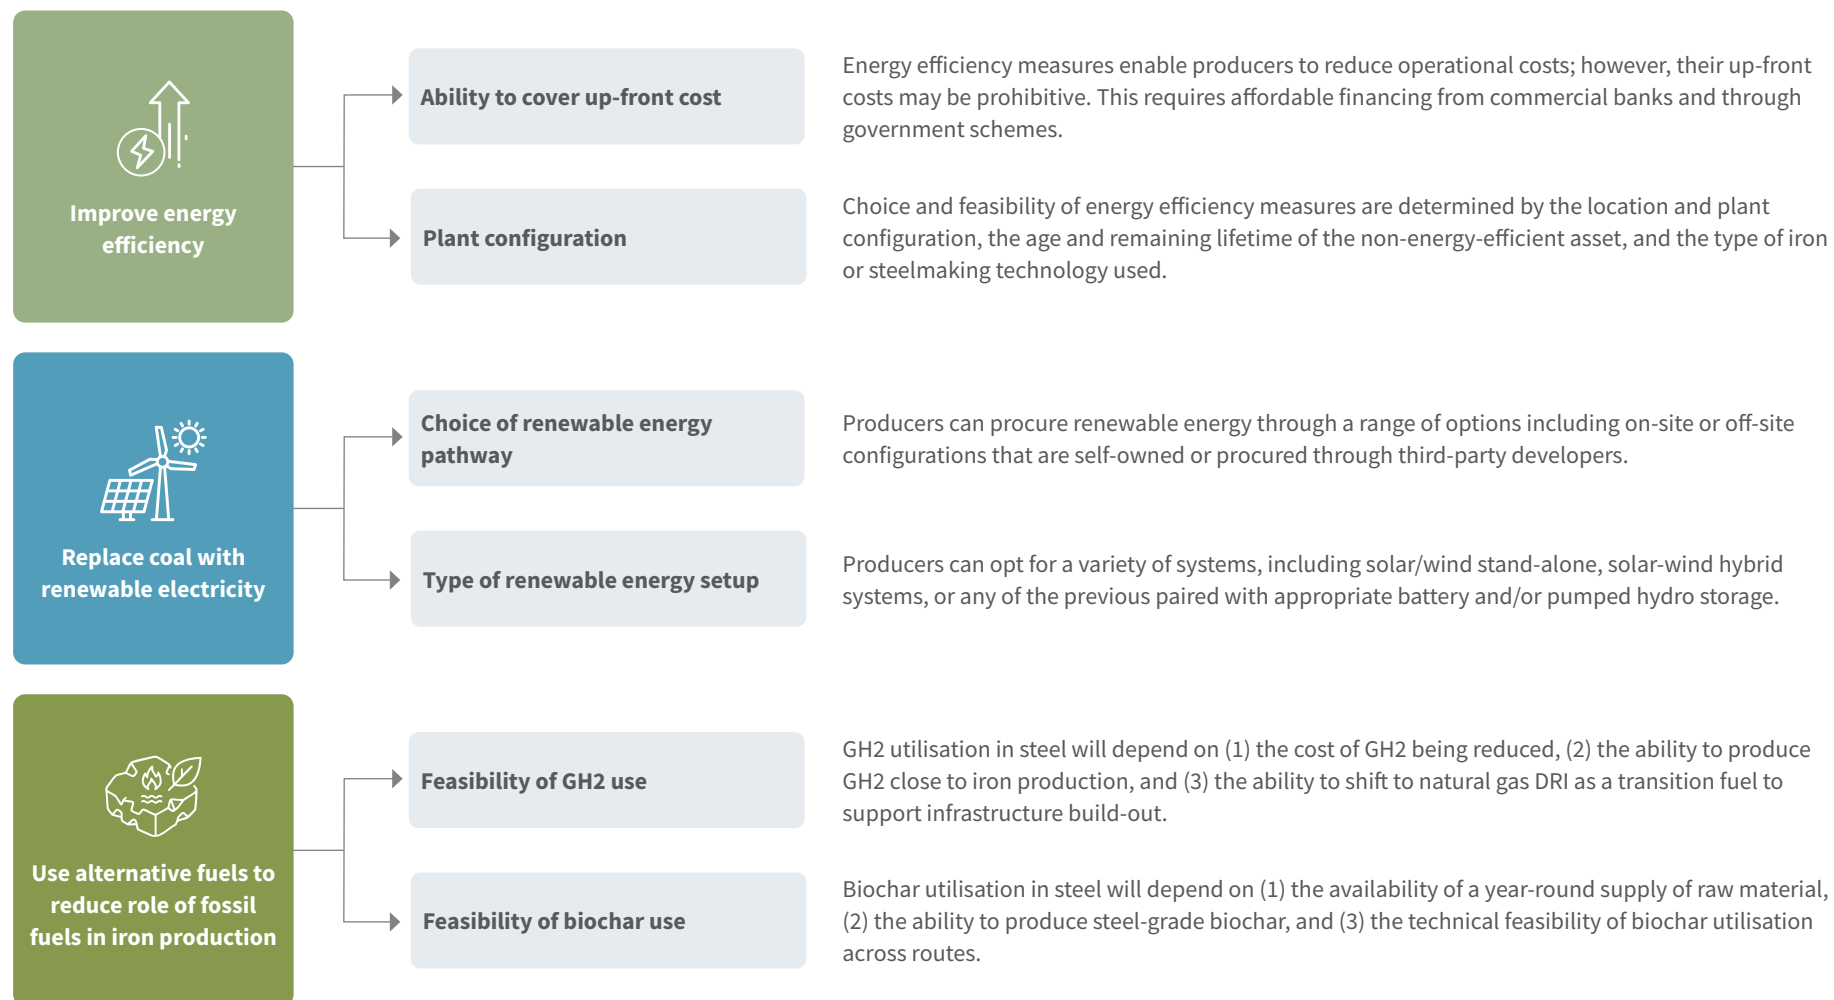 Improve energy
efficiency
Ability to cover up-front cost
Energy efficiency measures enable producers to reduce operational costs; however, their up-front
costs may be prohibitive. This requires affordable financing from commercial banks and through
government schemes.
Plant configuration
Choice and feasibility of energy efficiency measures are determined by the location and plant
configuration, the age and remaining lifetime of the non-energy-efficient asset, and the type of iron
or steelmaking technology used.
Replace coal with
renewable electricity
Choice of renewable energy
pathway
Producers can procure renewable energy through a range of options including on-site or off-site
configurations that are self-owned or procured through third-party developers.
Type of renewable energy setup
Producers can opt for a variety of systems, including solar/wind stand-alone, solar-wind hybrid
systems, or any of the previous paired with appropriate battery and/or pumped hydro storage.
Use alternative fuels to
reduce role of fossil
fuels in iron production
Feasibility of GH2 use
GH2 utilisation in steel will depend on (1) the cost of GH2 being reduced, (2) the ability to produce
GH2 close to iron production, and (3) the ability to shift to natural gas DRI as a transition fuel to
support infrastructure build-out.
Feasibility of biochar use
Biochar utilisation in steel will depend on (1) the availability of a year-round supply of raw material,
(2) the ability to produce steel-grade biochar, and (3) the technical feasibility of biochar utilisation
across routes.